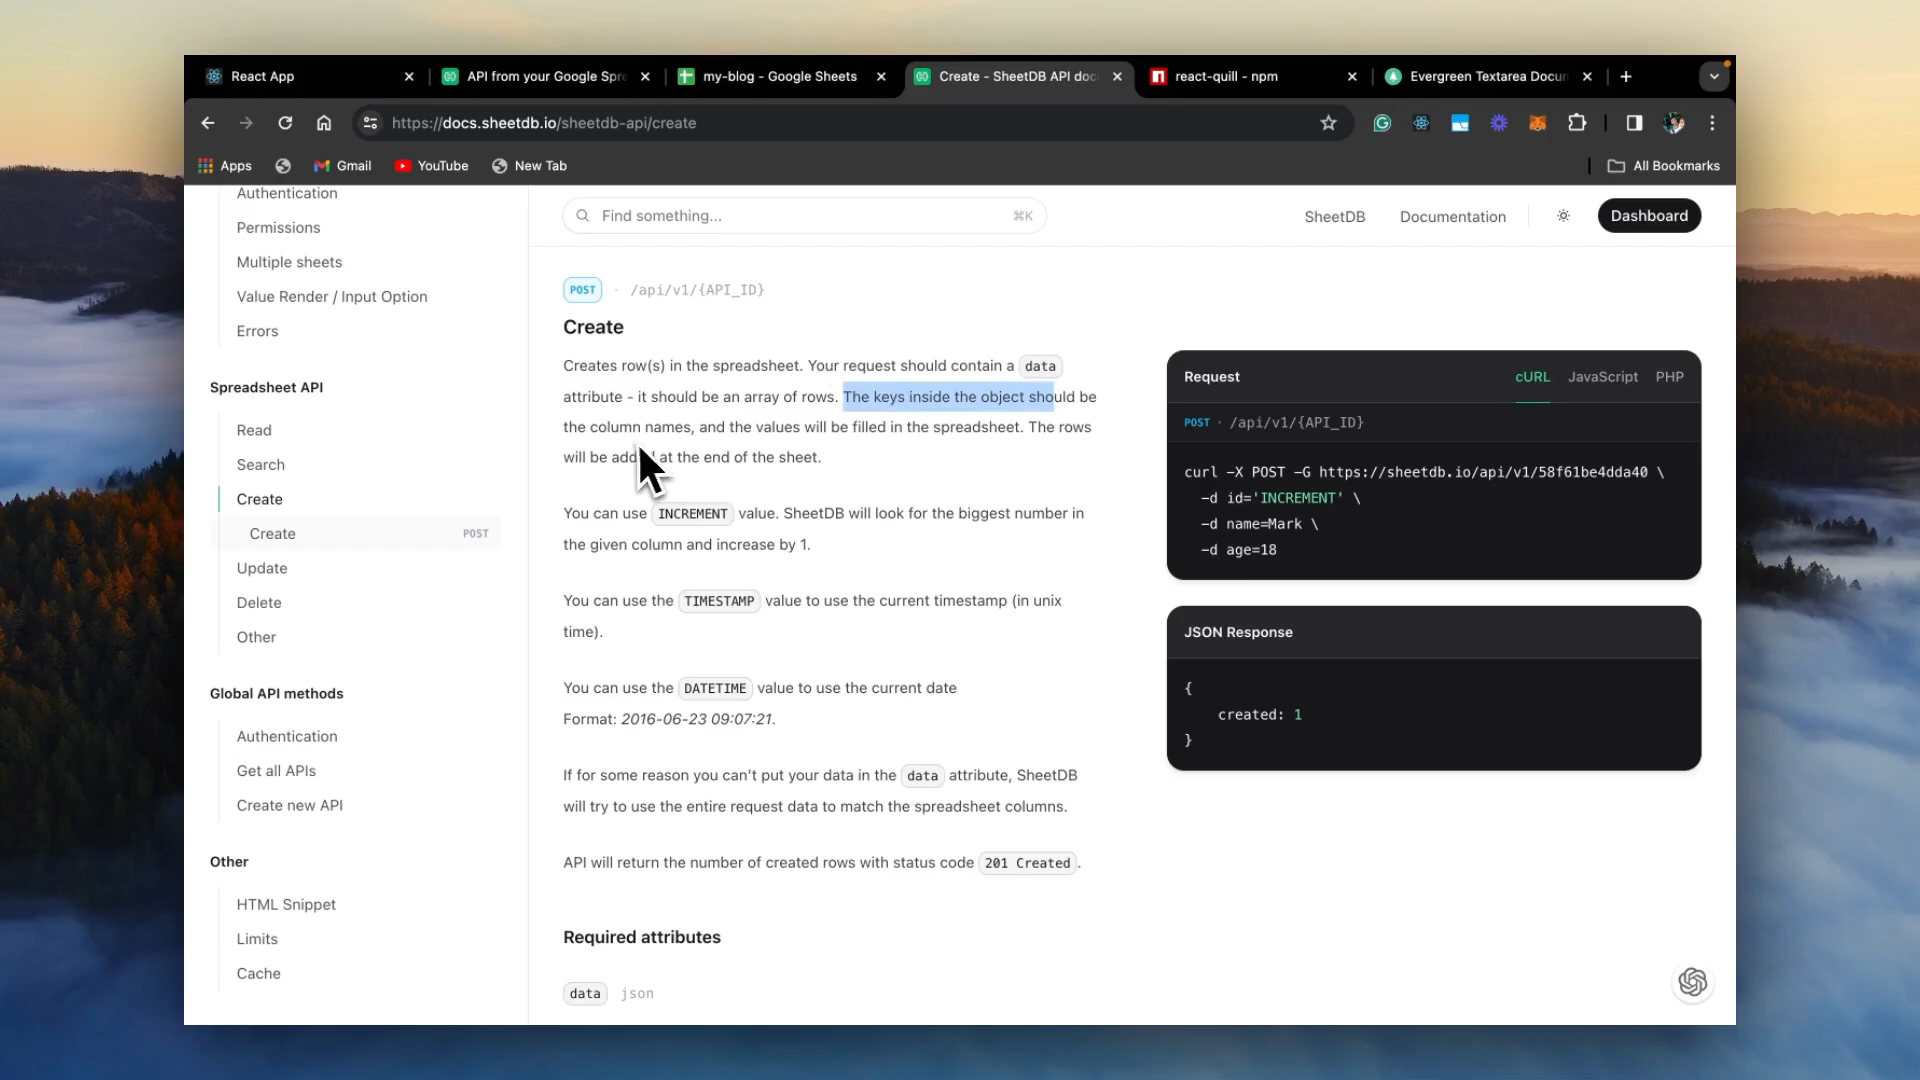 React App
API from your Google Spre
my-blog - Google Sheets
Create - SheetDB API doc
react-quill - npm
Evergreen Textarea Docun
https://docs.sheetdb.io/sheetdb-api/create
Apps
Gmail
YouTube
New Tab
All Bookmarks
Authentication
Permissions
Multiple sheets
Value Render / Input Option
Errors
Spreadsheet API
Read
Search
Create
Create POST
Update
Delete
Other
Global API methods
Authentication
Get all APIs
Create new API
Other
HTML Snippet
Limits
Cache
Find something... ⌘K
SheetDB
Documentation
Dashboard
POST · /api/v1/{API_ID}
Create
Creates row(s) in the spreadsheet. Your request should contain a data
attribute - it should be an array of rows. The keys inside the object should be
the column names, and the values will be filled in the spreadsheet. The rows
will be added at the end of the sheet.
You can use INCREMENT value. SheetDB will look for the biggest number in
the given column and increase by 1.
You can use the TIMESTAMP value to use the current timestamp (in unix
time).
You can use the DATETIME value to use the current date
Format: 2016-06-23 09:07:21.
If for some reason you can't put your data in the data attribute, SheetDB
will try to use the entire request data to match the spreadsheet columns.
API will return the number of created rows with status code 201 Created.
Required attributes
data json
Request
cURL
JavaScript
PHP
POST · /api/v1/{API_ID}
curl -X POST -G https://sheetdb.io/api/v1/58f61be4dda40 \
-d id='INCREMENT' \
-d name=Mark \
-d age=18
JSON Response
{
created: 1
}